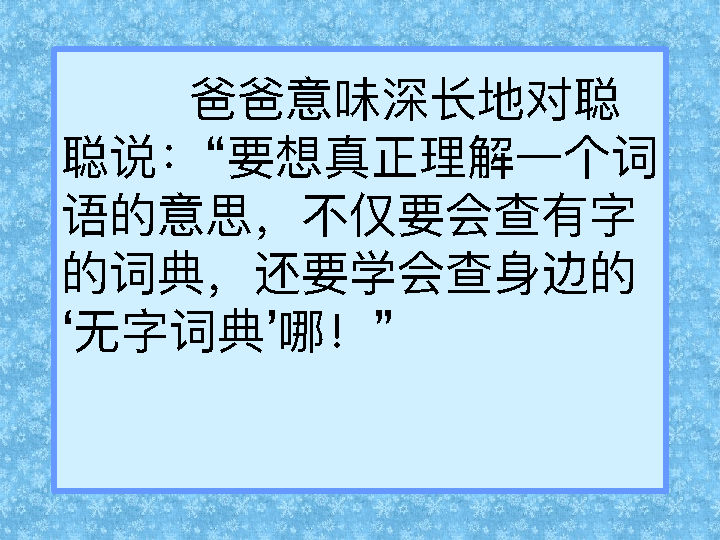 爸爸意味深长地对聪
聪说：“要想真正理解一个词
语的意思，不仅要会查有字
的词典，还要学会查身边的
‘无字词典’哪！”